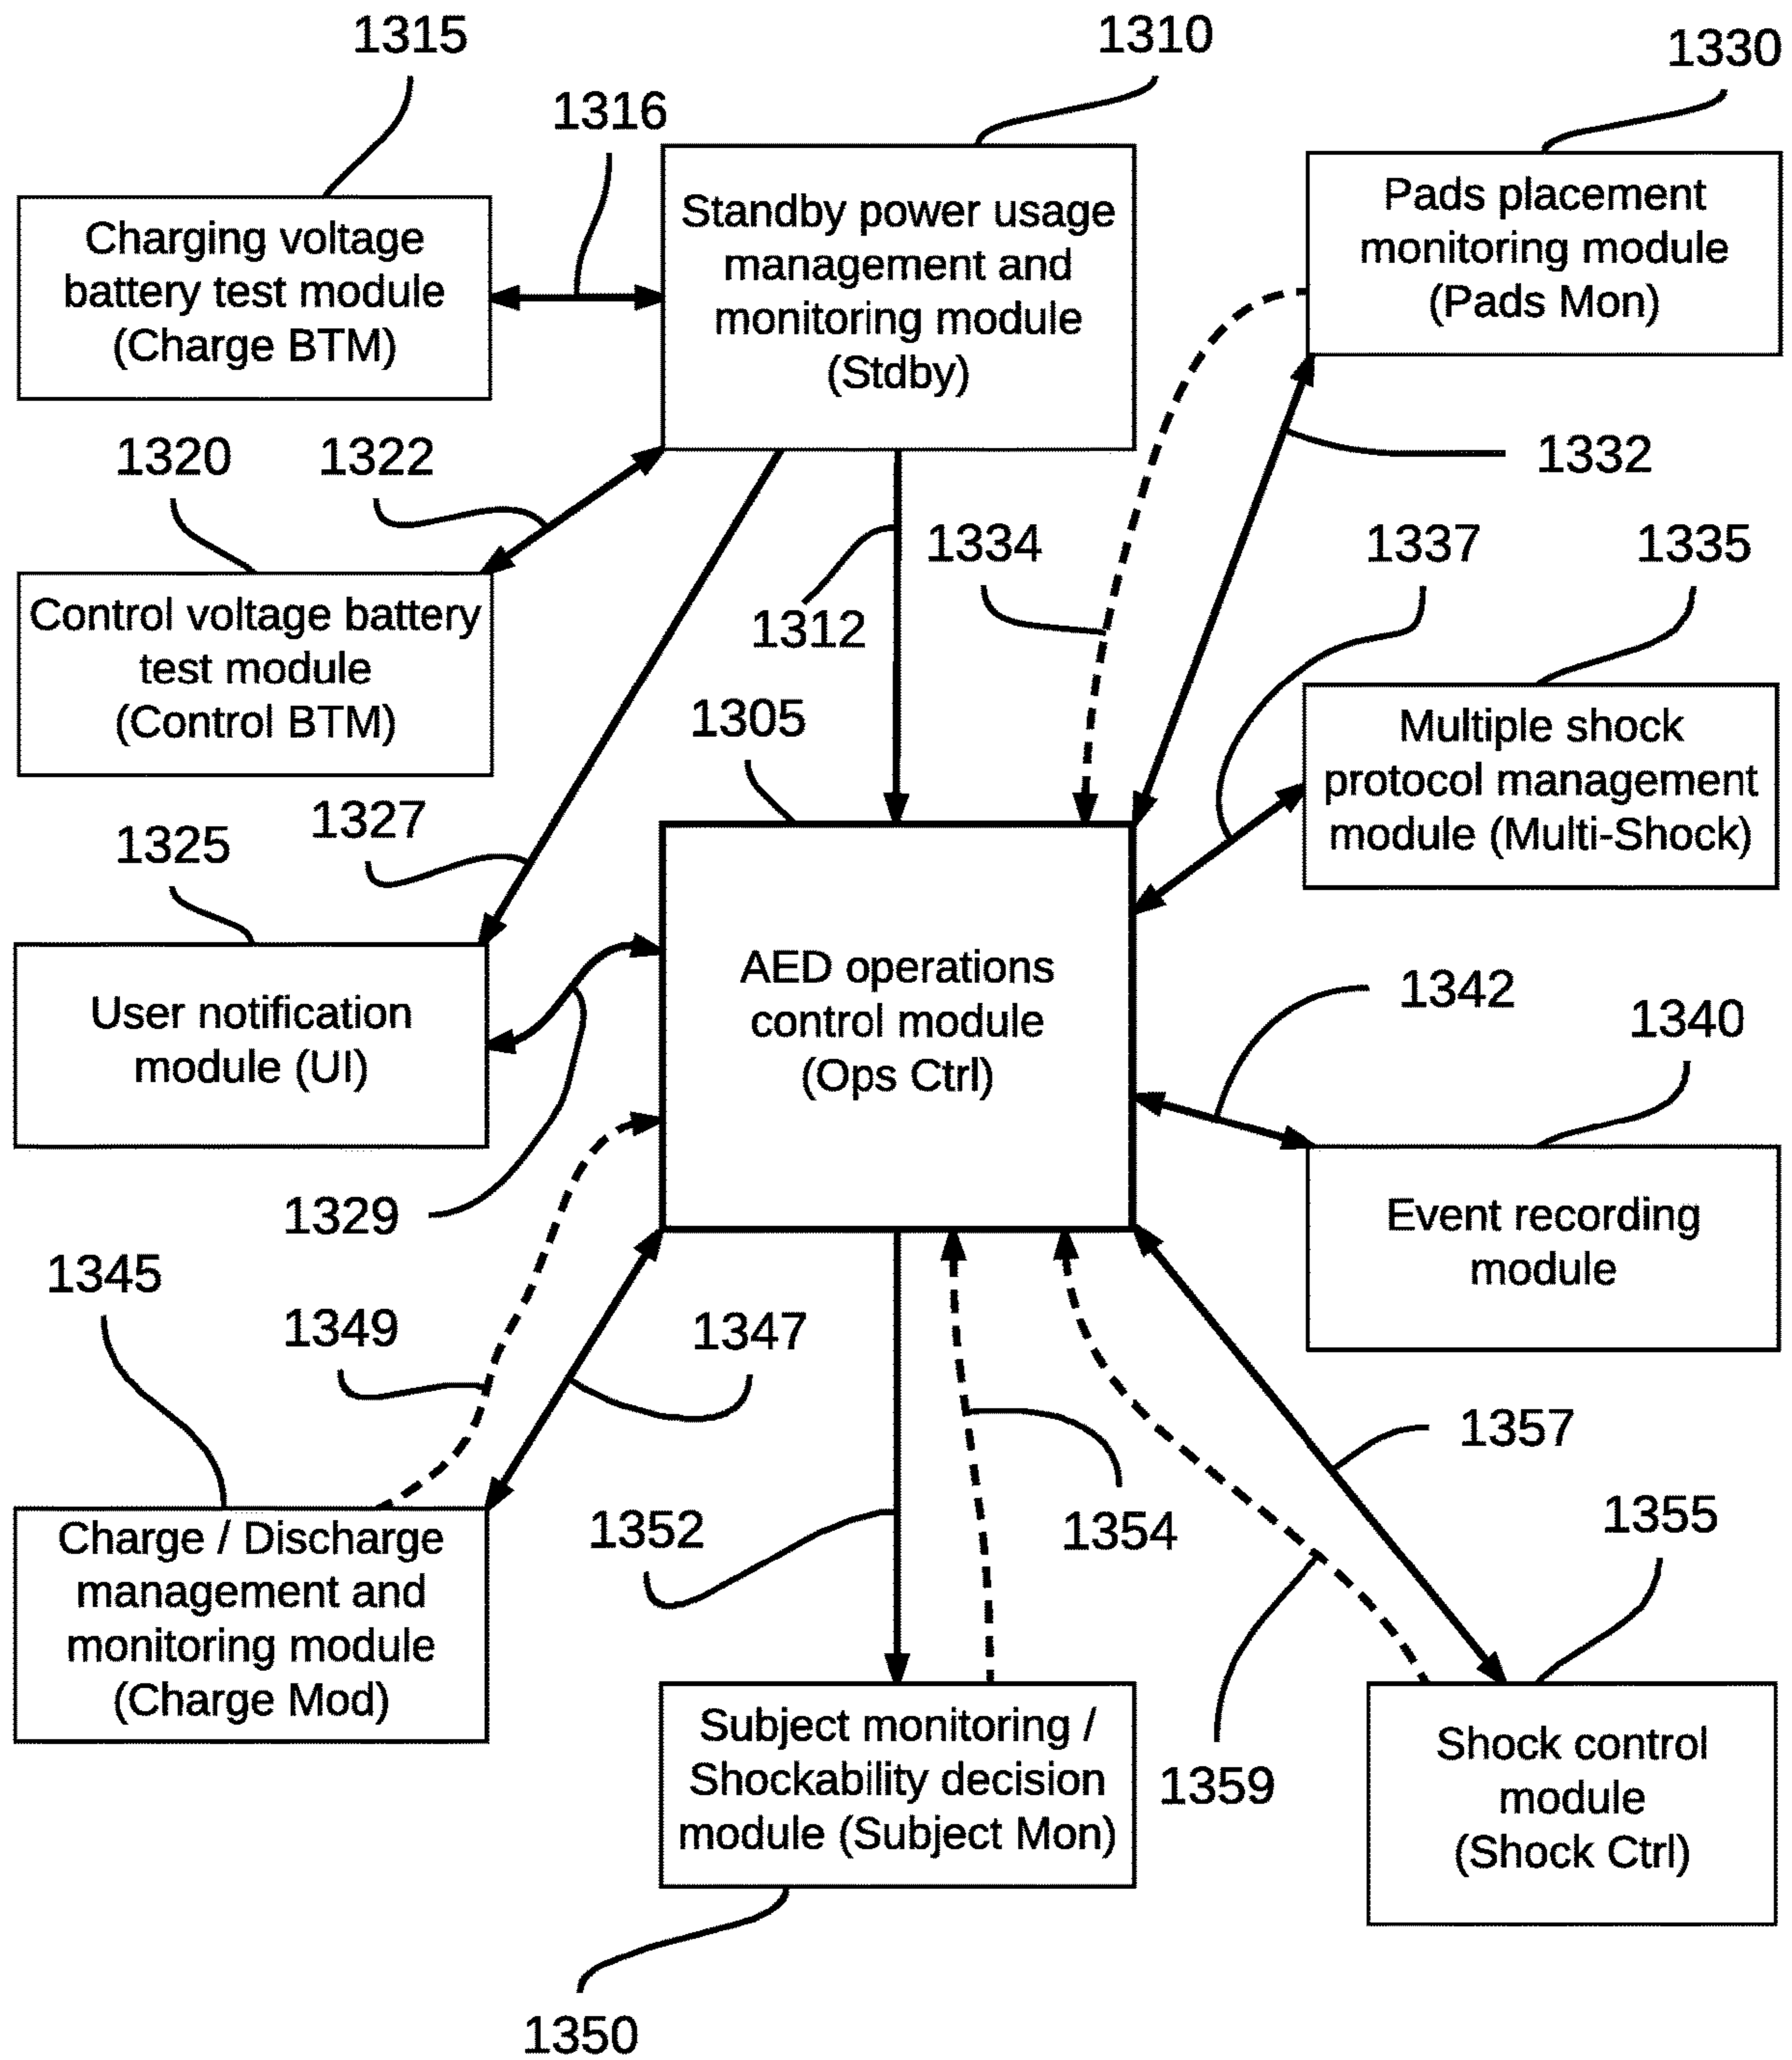 1315
1310
1330
1316
Charging voltage
battery test module
(Charge BTM)
Standby power usage
management and
monitoring module
(Stdby)
Pads placement
monitoring module
(Pads Mon)
1320
1322
1332
1334
1337
1335
Control voltage battery
test module
(Control BTM)
1312
1305
Multiple shock
protocol management
module (Multi-Shock)
1325
1327
User notification
module (UI)
AED operations
control module
(Ops Ctrl)
1342
1340
1329
Event recording
module
1345
1349
1347
1357
1352
1354
1355
Charge / Discharge
management and
monitoring module
(Charge Mod)
Subject monitoring /
Shockability decision
module (Subject Mon)
1359
Shock control
module
(Shock Ctrl)
1350